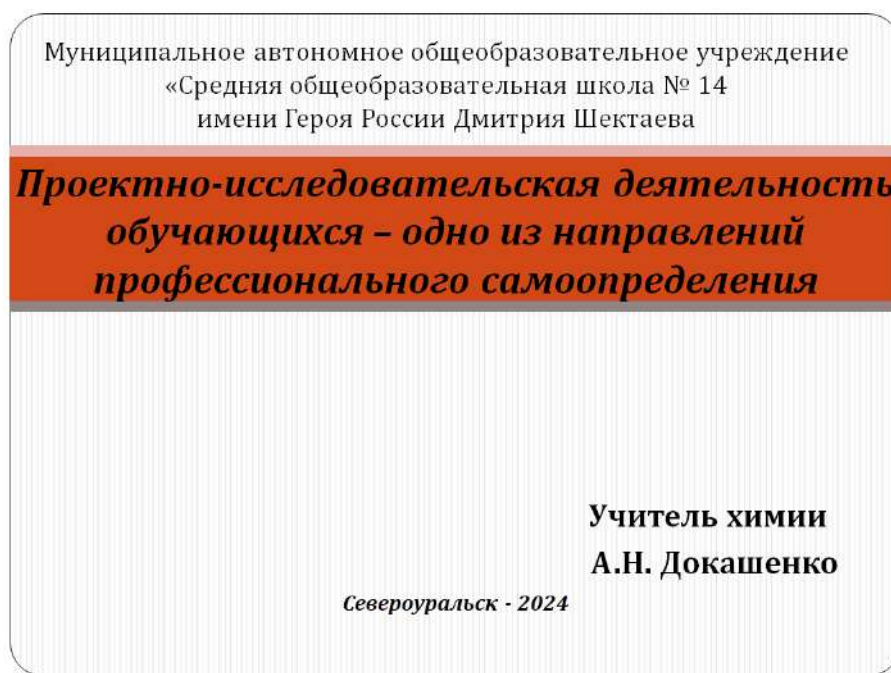 Муниципальное автономное общеобразовательное учреждение
«Средняя общеобразовательная школа № 14
имени Героя России Дмитрия Шектаева
Проектно-исследовательская деятельность
обучающихся – одно из направлений
профессионального самоопределения
Учитель химии
А.Н. Докашенко
Североуральск - 2024